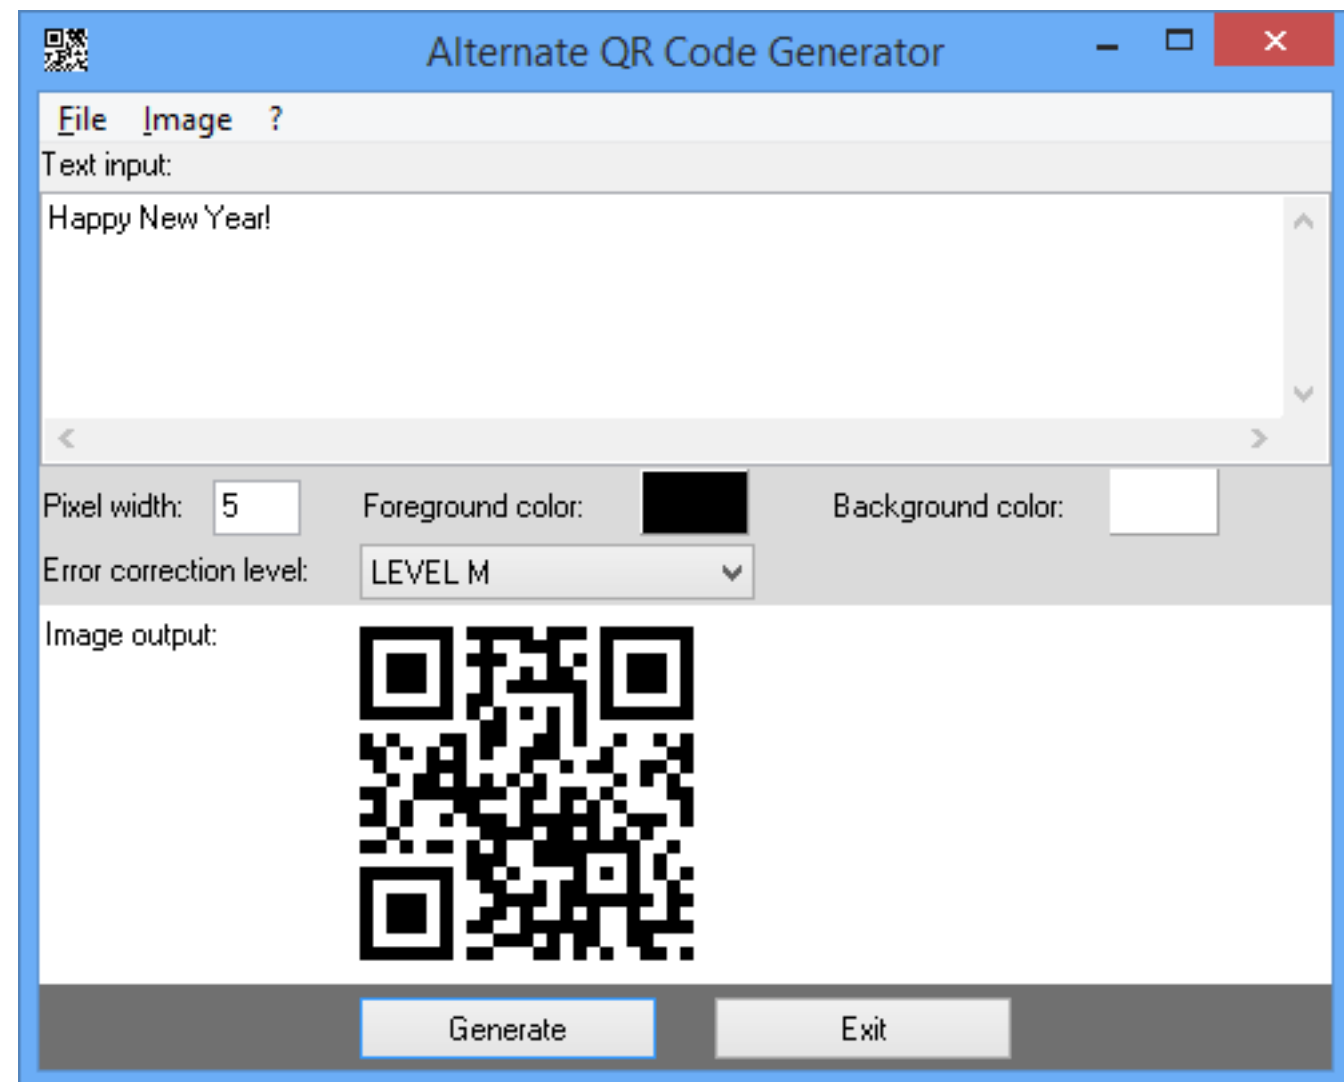 Alternate QR Code Generator
File Image ?
Text input:
Happy New Year!
Pixel width: 5 Foreground color: Background color:
Error correction level: LEVEL M
Image output:
Generate Exit